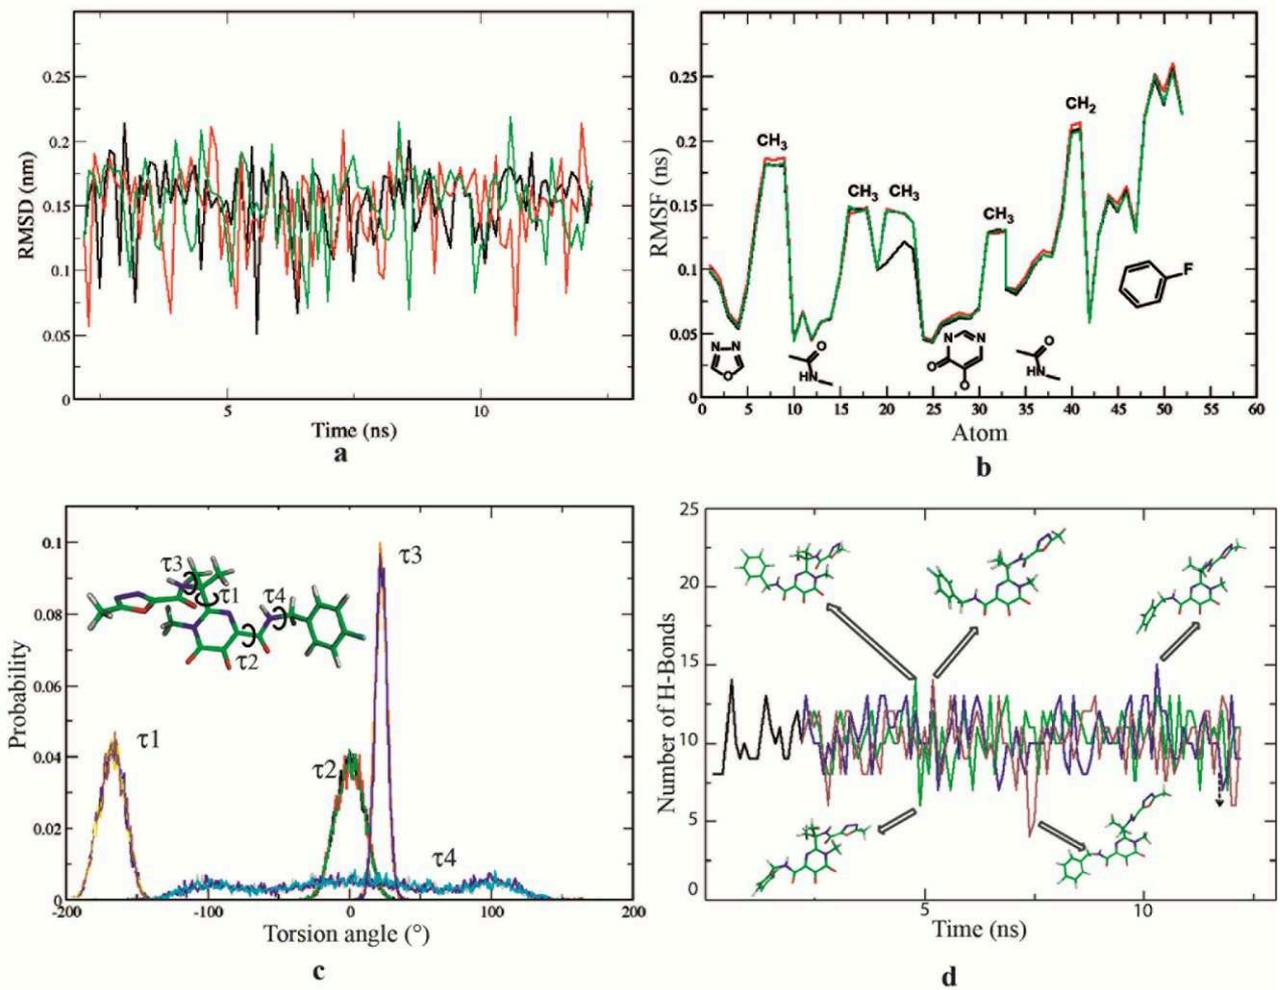 0.25
0.2
0.15
0.1
0.05
0
RMSD (nm)
5
10
Time (ns)
a
0.25
0.2
0.15
0.1
0.05
0
RMSF (ns)
CH3
CH3 CH3
CH3
CH2
F
N N
O
O
HN
N N
O
O
O
HN
0 5 10 15 20 25 30 35 40 45 50 55 60
Atom
b
0.1
0.08
0.06
0.04
0.02
0
Probability
τ3
τ1
τ4
τ2
τ3
τ1
τ2
τ4
-200 -100 0 100 200
Torsion angle (°)
c
25
20
15
10
5
0
Number of H-Bonds
5
10
Time (ns)
d